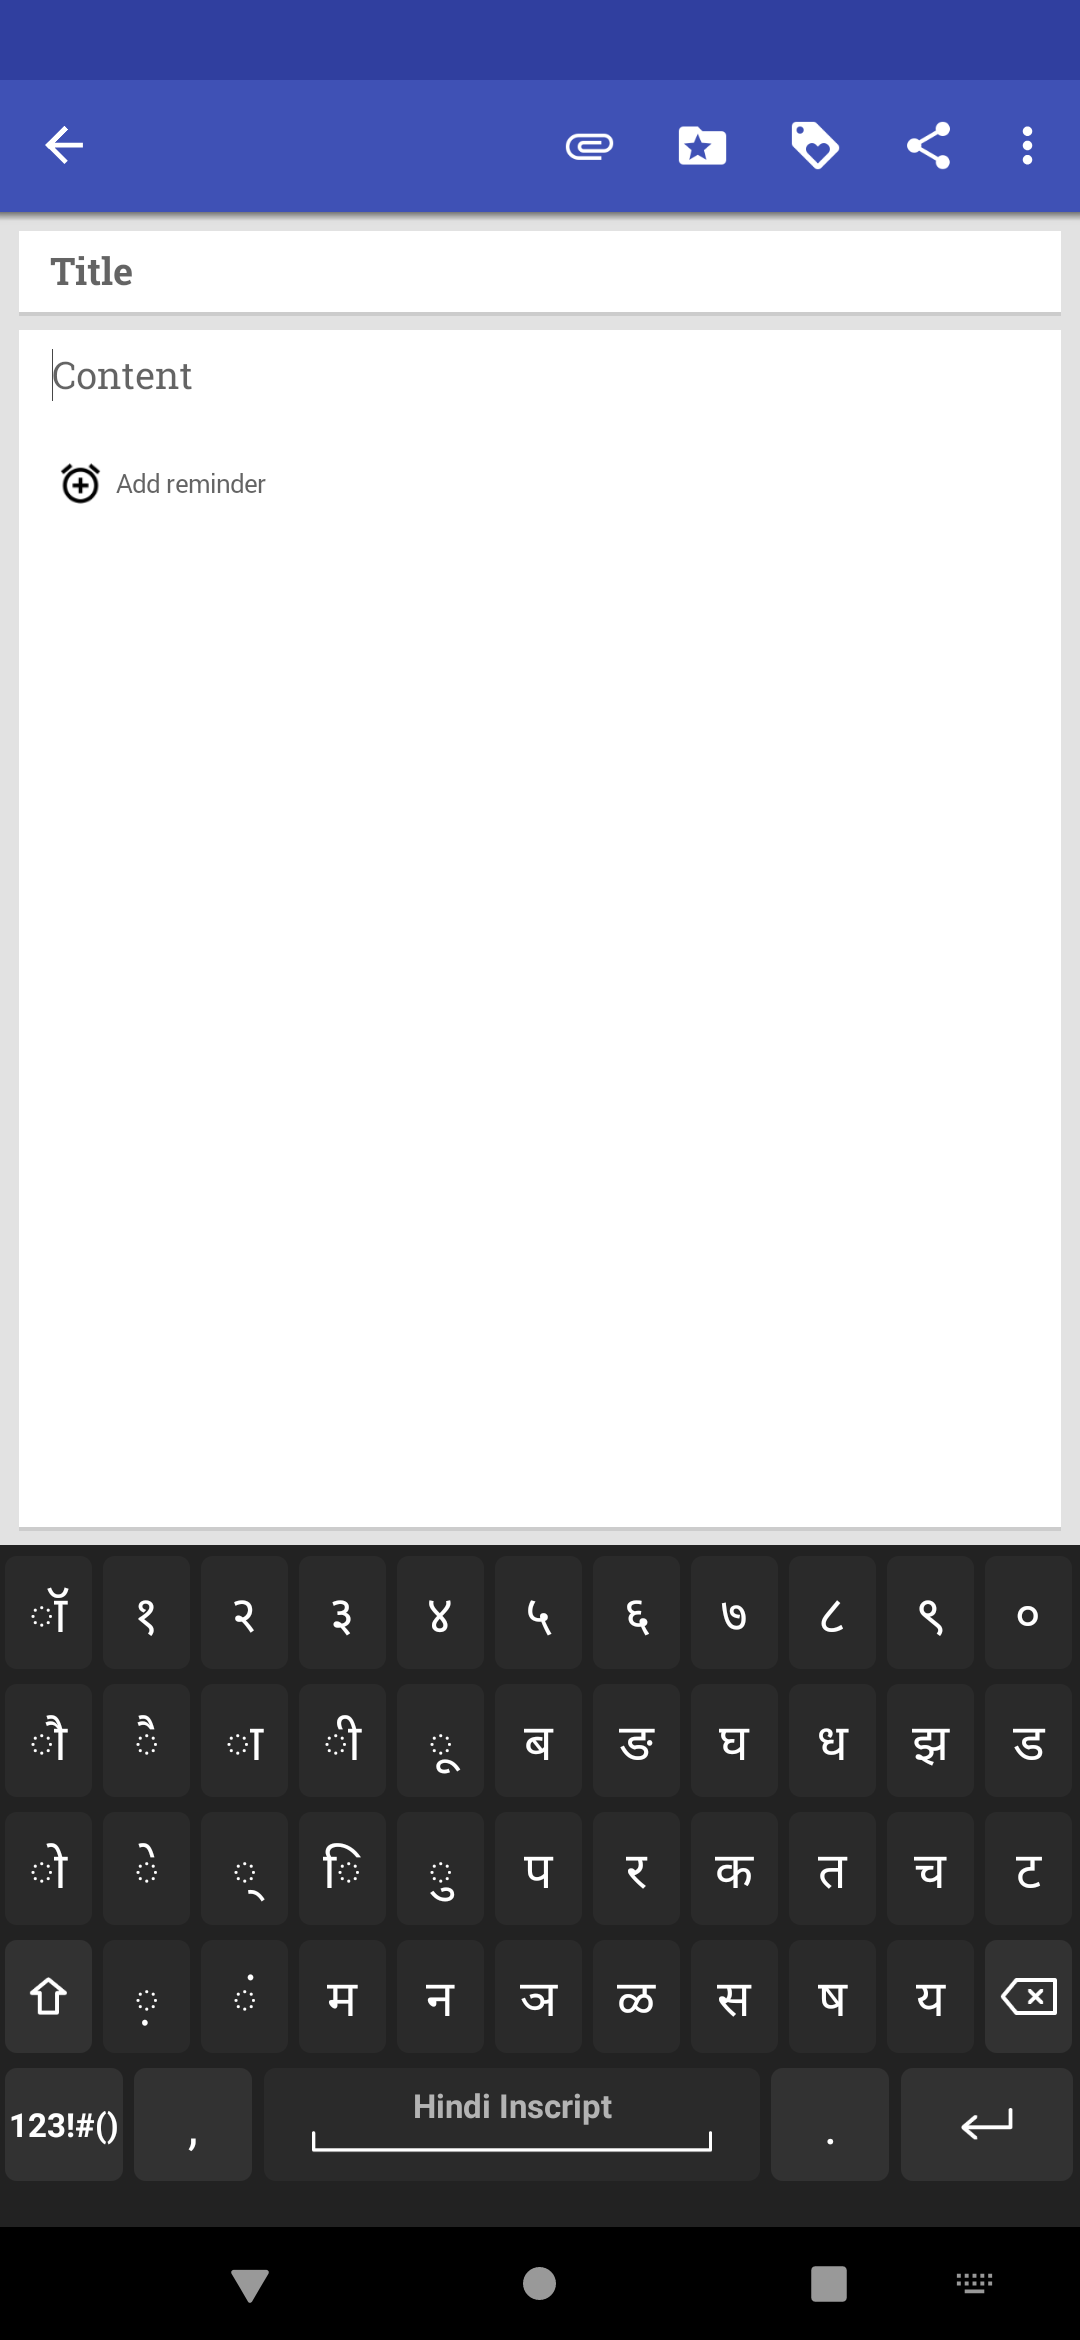 Title
Content
Add reminder
ॉ १ २ ३ ४ ५ ६ ७ ८ ९ ०
ौ ै ा ी ू ब ङ घ ध झ ड
ो े ् ि ु प र क त च ट
़ ं म न ञ ळ स ष य
123!#() , Hindi Inscript .